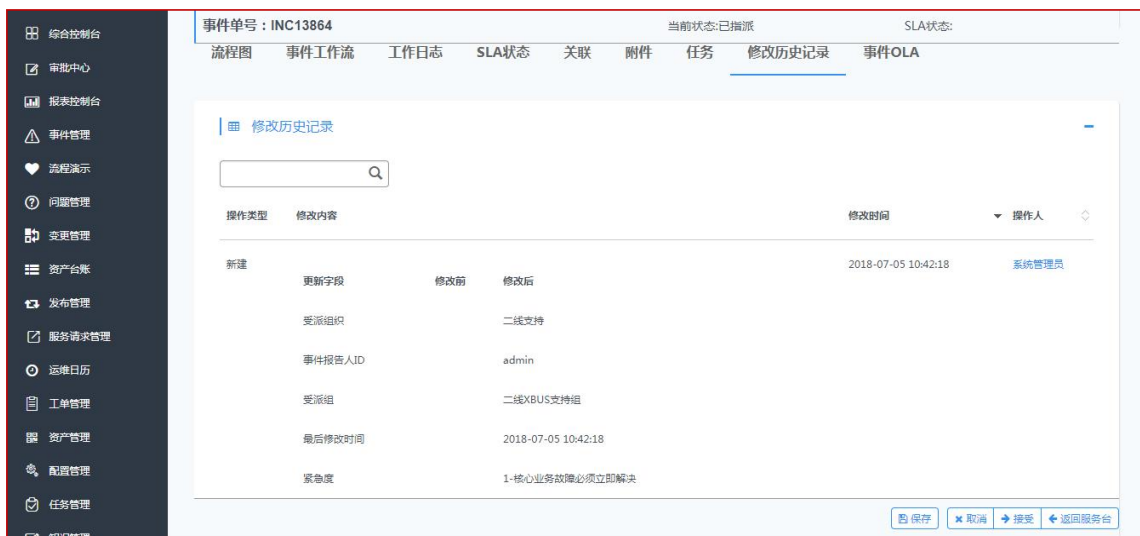 综合控制台
审批中心
报表控制台
事件管理
流程演示
问题管理
变更管理
资产台账
发布管理
服务请求管理
运维日历
工单管理
资产管理
配置管理
任务管理
事件单号：INC13864 当前状态:已指派 SLA状态:
流程图 事件工作流 工作日志 SLA状态 关联 附件 任务 修改历史记录 事件OLA
修改历史记录
操作类型 修改内容 修改时间 操作人
新建 2018-07-05 10:42:18 系统管理员
更新字段 修改前 修改后
受派组织 二线支持
事件报告人ID admin
受派组 二线XBUS支持组
最后修改时间 2018-07-05 10:42:18
紧急度 1-核心业务故障必须立即解决
保存 取消 接受 返回服务台